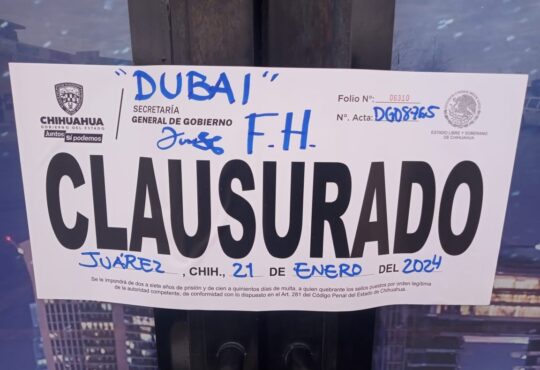 "DUBAI"
CHIHUAHUA
GOBIERNO DEL ESTADO
Juntos Sí podemos
SECRETARÍA
GENERAL DE GOBIERNO
F.H.
Folio Nº: 06310
Nº. Acta: DG08965
ESTADO LIBRE Y SOBERANO
DE CHIHUAHUA
CLAUSURADO
JUÁREZ, CHIH., 21 DE ENERO DEL 2024
Se le impondra de dos a siete años de prisión y de cien a quinientos días de multa, a quien quebrante los sellos puestos por orden legítima
de la autoridad competente, de conformidad con lo dispuesto en el Art. 281 del Código Penal del Estado de Chihuahua.